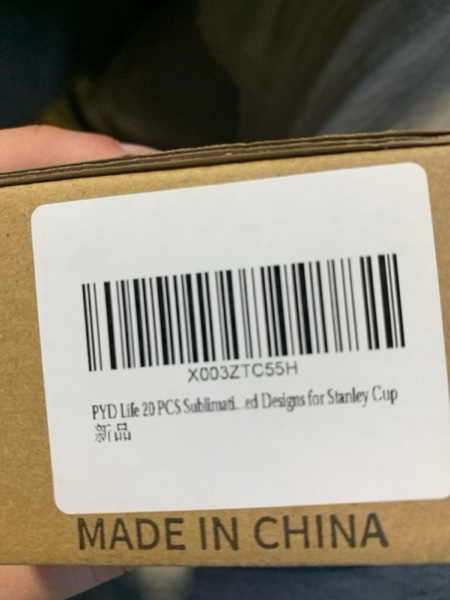 X003ZTC55H
PYD Life 20 PCS Sublimati...ed Designs for Stanley Cup
新品
MADE IN CHINA